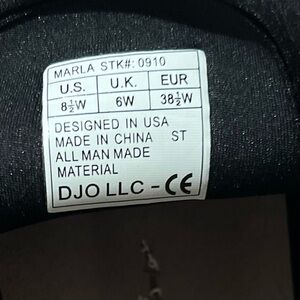 MARLA STK#: 0910
U.S. U.K. EUR
8½W 6W 38½W
DESIGNED IN USA
MADE IN CHINA ST
ALL MAN MADE
MATERIAL
DJO LLC - CE